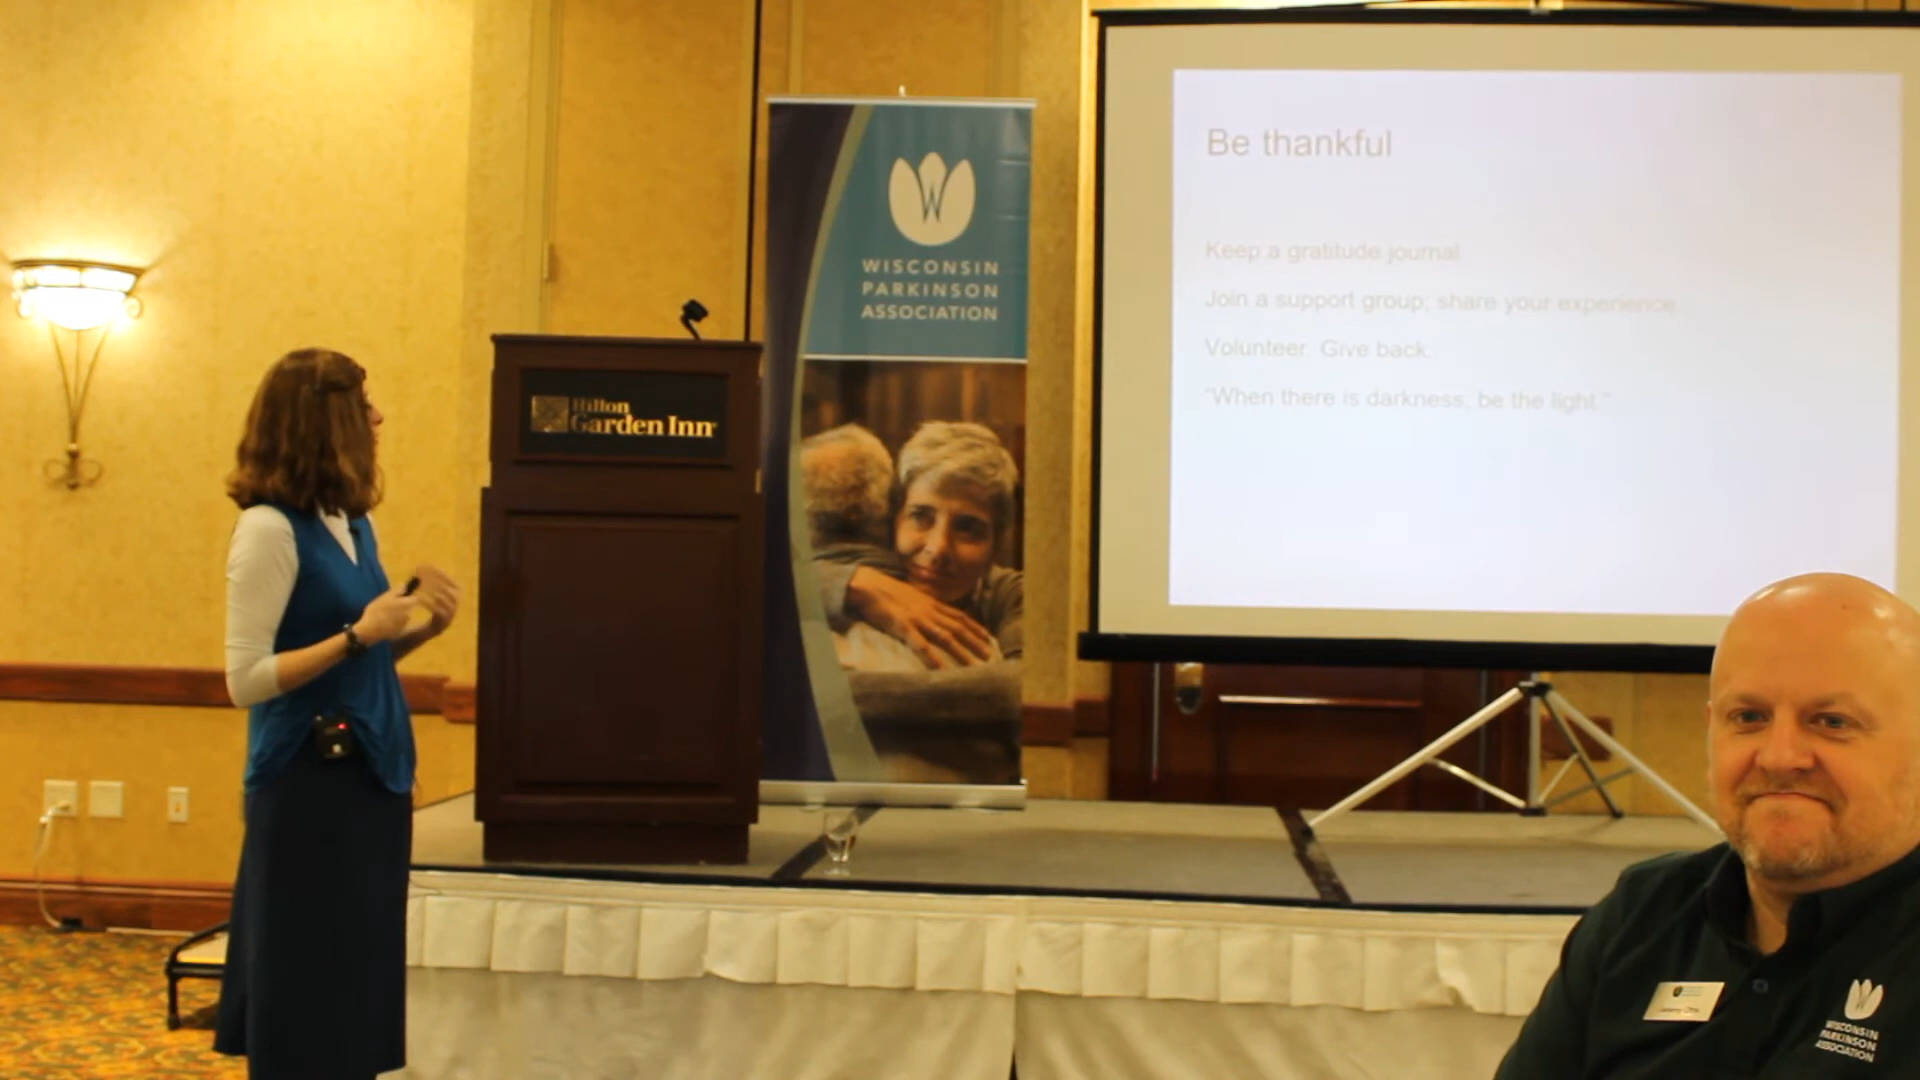 W
WISCONSIN
PARKINSON
ASSOCIATION
Hilton
Garden Inn
Be thankful
Keep a gratitude journal
Join a support group; share your experience
Volunteer. Give back.
"When there is darkness, be the light."
WISCONSIN
PARKINSON
ASSOCIATION